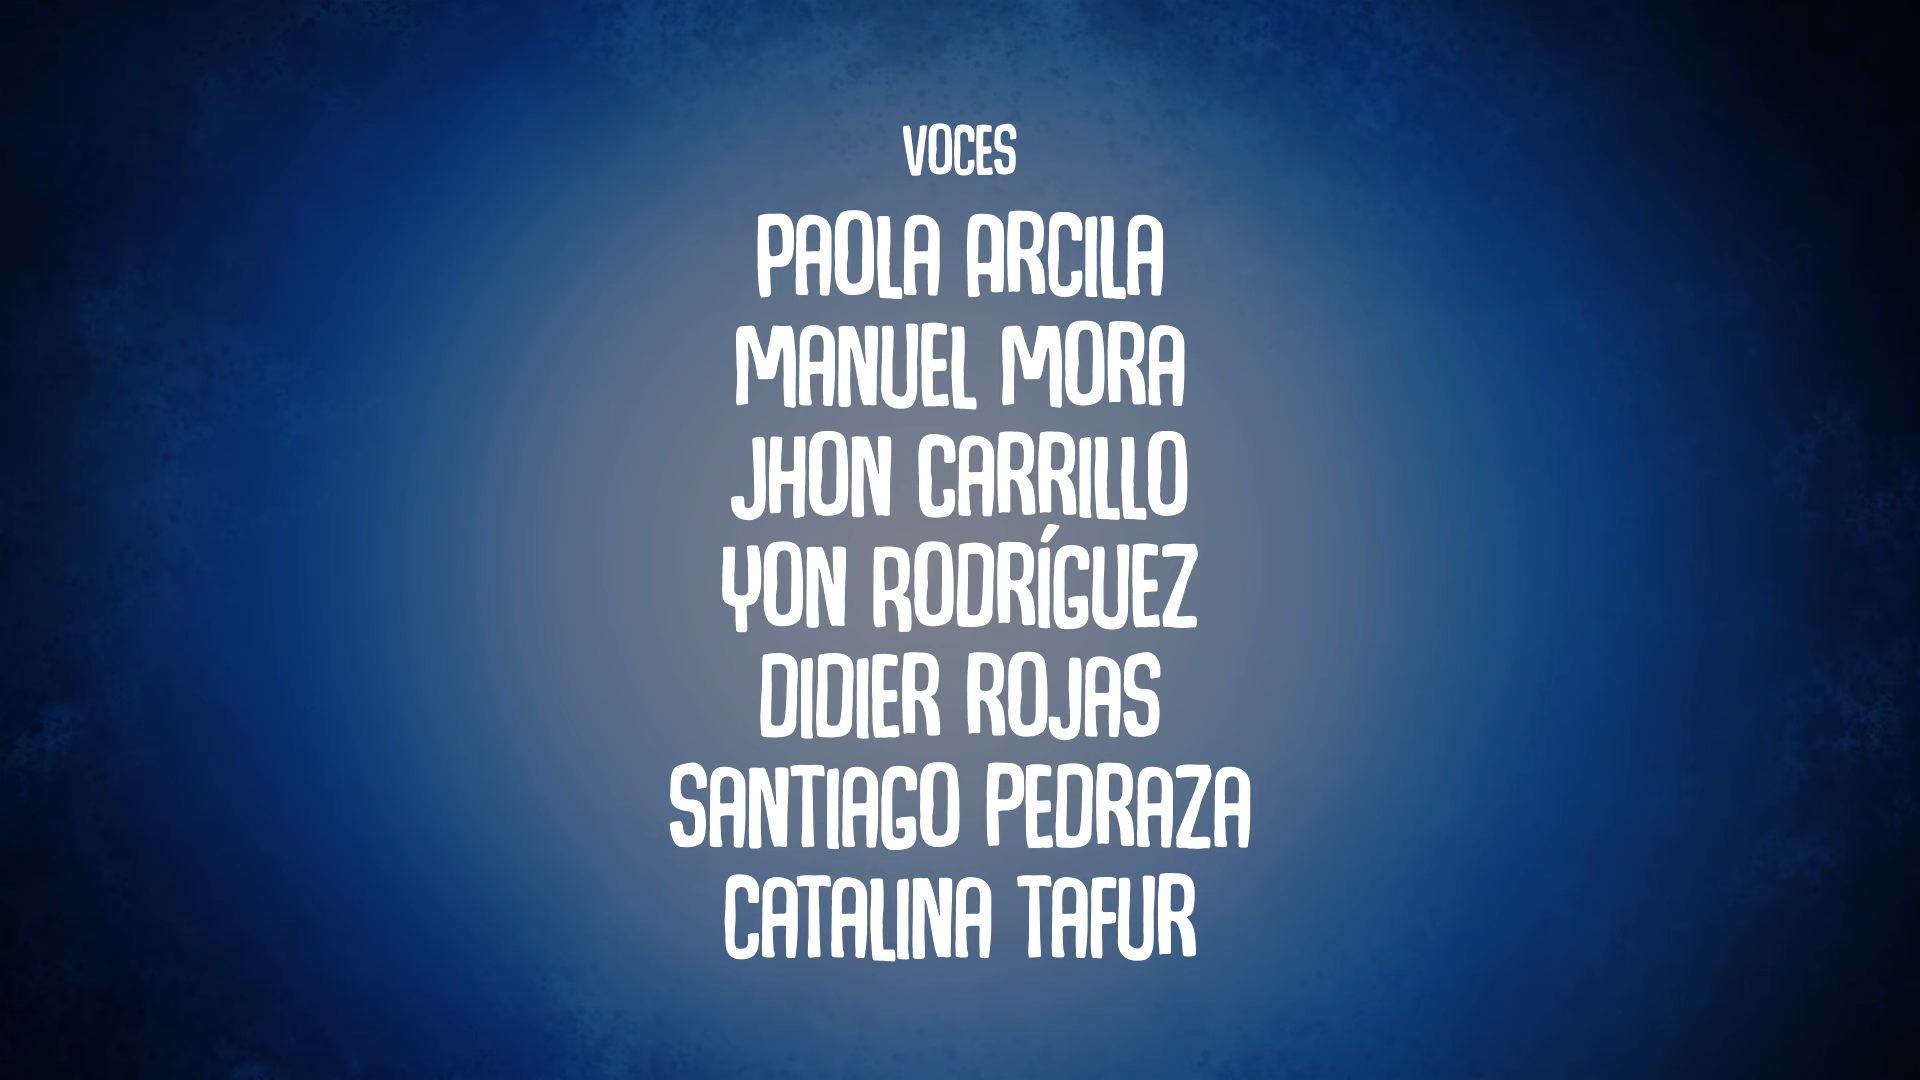 VOCES
PAOLA ARCILA
MANUEL MORA
JHON CARRILLO
YON RODRÍGUEZ
DIDIER ROJAS
SANTIAGO PEDRAZA
CATALINA TAFUR